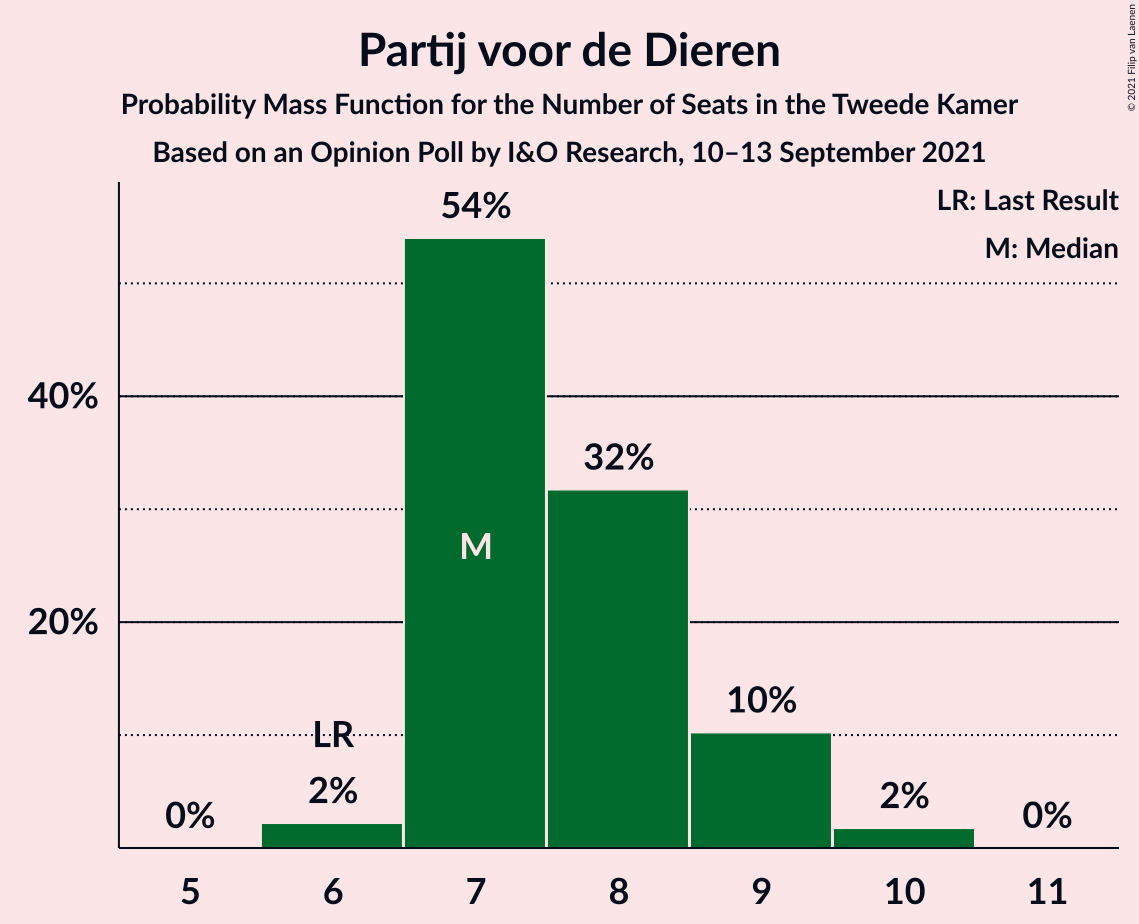 Partij voor de Dieren
Probability Mass Function for the Number of Seats in the Tweede Kamer
Based on an Opinion Poll by I&O Research, 10–13 September 2021
© 2021 Filip van Laenen
LR: Last Result
M: Median
54%
40%
32%
M
20%
10%
LR
2%
2%
0%
0%
5 6 7 8 9 10 11